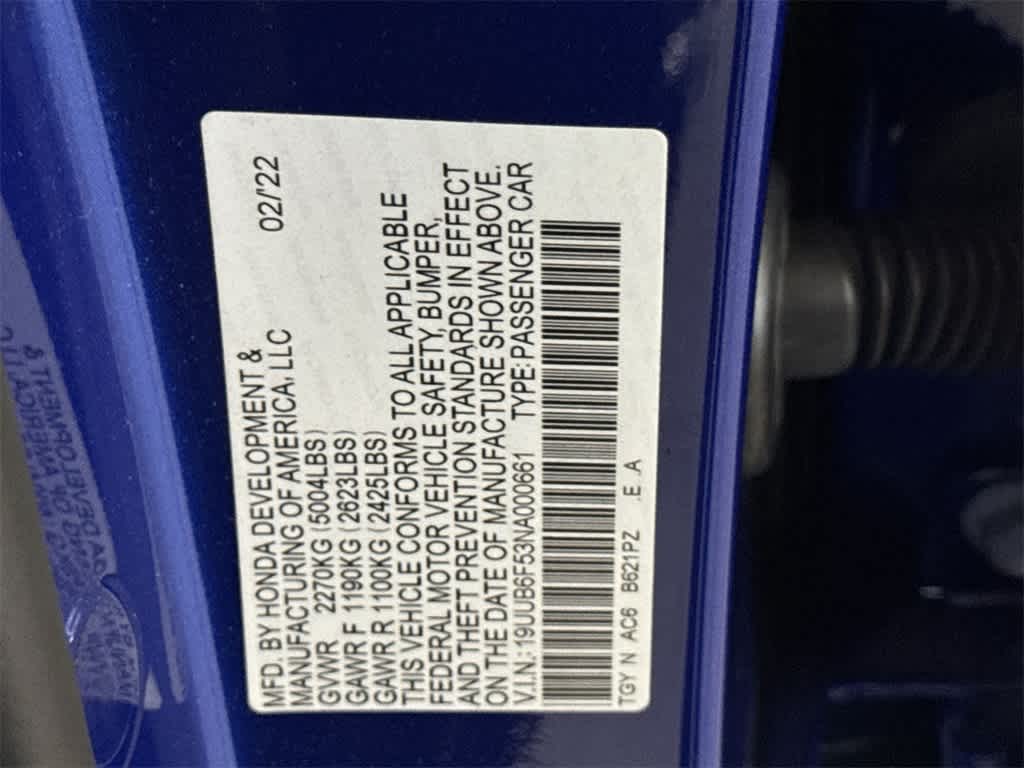 MFD. BY HONDA DEVELOPMENT &
MANUFACTURING OF AMERICA, LLC 02/'22
GVWR 2270KG (5004LBS)
GAWR F 1190KG (2623LBS)
GAWR R 1100KG (2425LBS)
THIS VEHICLE CONFORMS TO ALL APPLICABLE
FEDERAL MOTOR VEHICLE SAFETY, BUMPER,
AND THEFT PREVENTION STANDARDS IN EFFECT
ON THE DATE OF MANUFACTURE SHOWN ABOVE.
V.I.N.: 19UUB6F53NA000661 TYPE: PASSENGER CAR
TGY N AC6 B621PZ .E .A